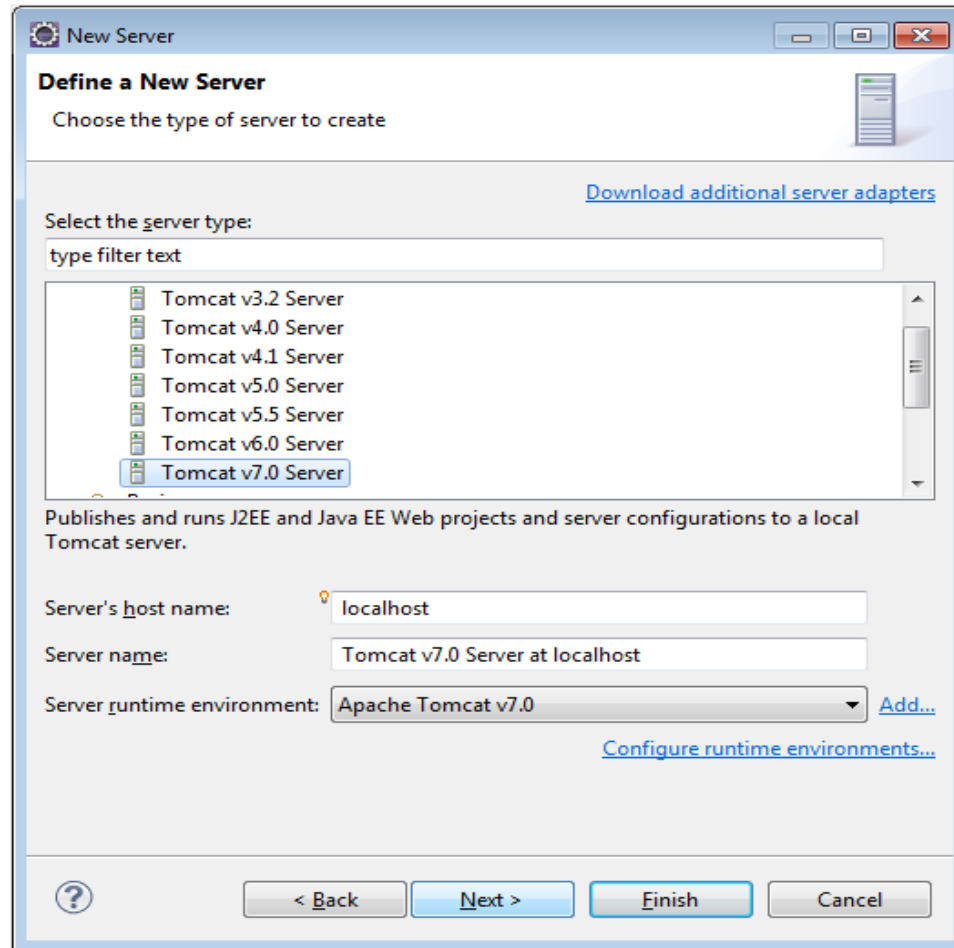 New Server
Define a New Server
Choose the type of server to create
Download additional server adapters
Select the server type:
type filter text
Tomcat v3.2 Server
Tomcat v4.0 Server
Tomcat v4.1 Server
Tomcat v5.0 Server
Tomcat v5.5 Server
Tomcat v6.0 Server
Tomcat v7.0 Server
Publishes and runs J2EE and Java EE Web projects and server configurations to a local
Tomcat server.
Server's host name: localhost
Server name: Tomcat v7.0 Server at localhost
Server runtime environment: Apache Tomcat v7.0 Add...
Configure runtime environments...
? < Back Next > Finish Cancel